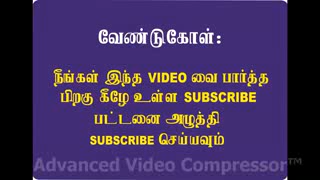 வேண்டுகோள்:
நீங்கள் இந்த VIDEO வை பார்த்த
பிறகு கீழே உள்ள SUBSCRIBE
பட்டனை அழுத்தி
SUBSCRIBE செய்யவும்
Advanced Video Compressor™